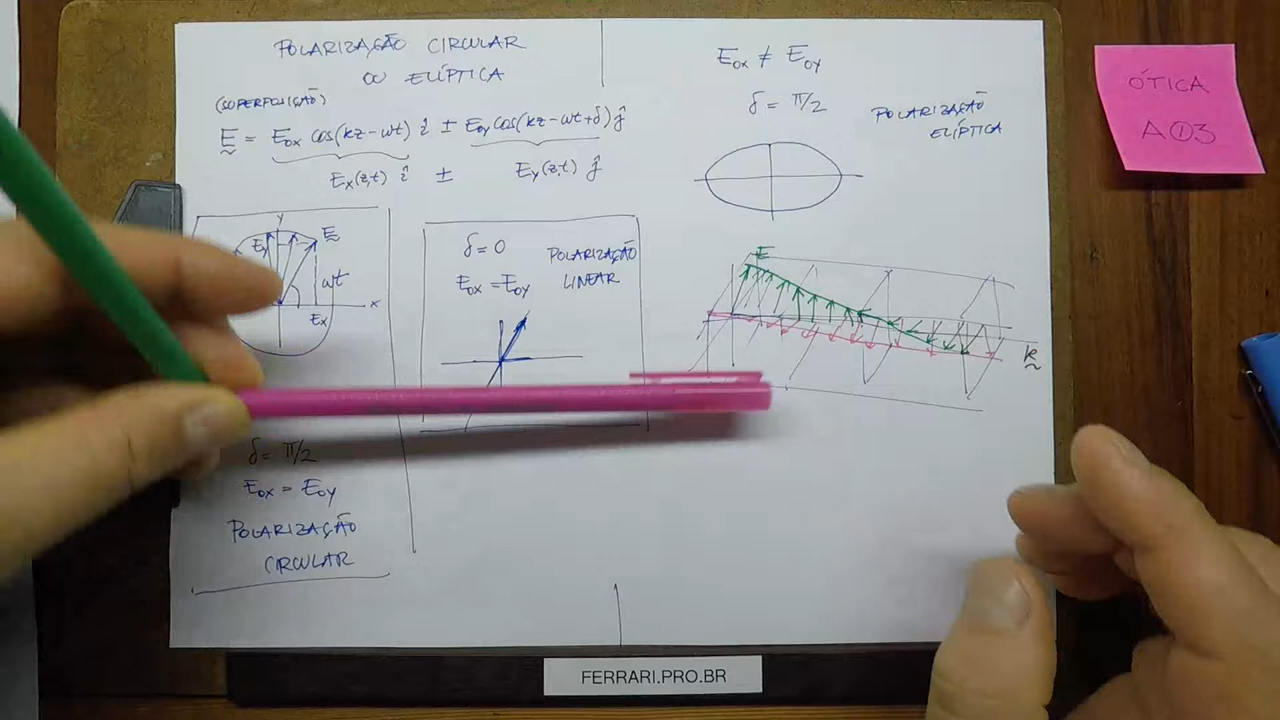 POLARIZAÇÃO CIRCULAR
OU ELÍPTICA
(SUPERPOSIÇÃO)
E = E₀ₓ cos(kz-ωt) î ± E₀y cos(kz-ωt+δ) ĵ
Eₓ(z,t) î ± Ey(z,t) ĵ
y
Ey
E
ωt
x
Eₓ
δ = π/2
E₀ₓ = E₀y
POLARIZAÇÃO
CIRCULAR
δ = 0
POLARIZAÇÃO
LINEAR
E₀ₓ = E₀y
E₀ₓ ≠ E₀y
δ = π/2
POLARIZAÇÃO
ELÍPTICA
E
k
ÓTICA
A03
FERRARI.PRO.BR